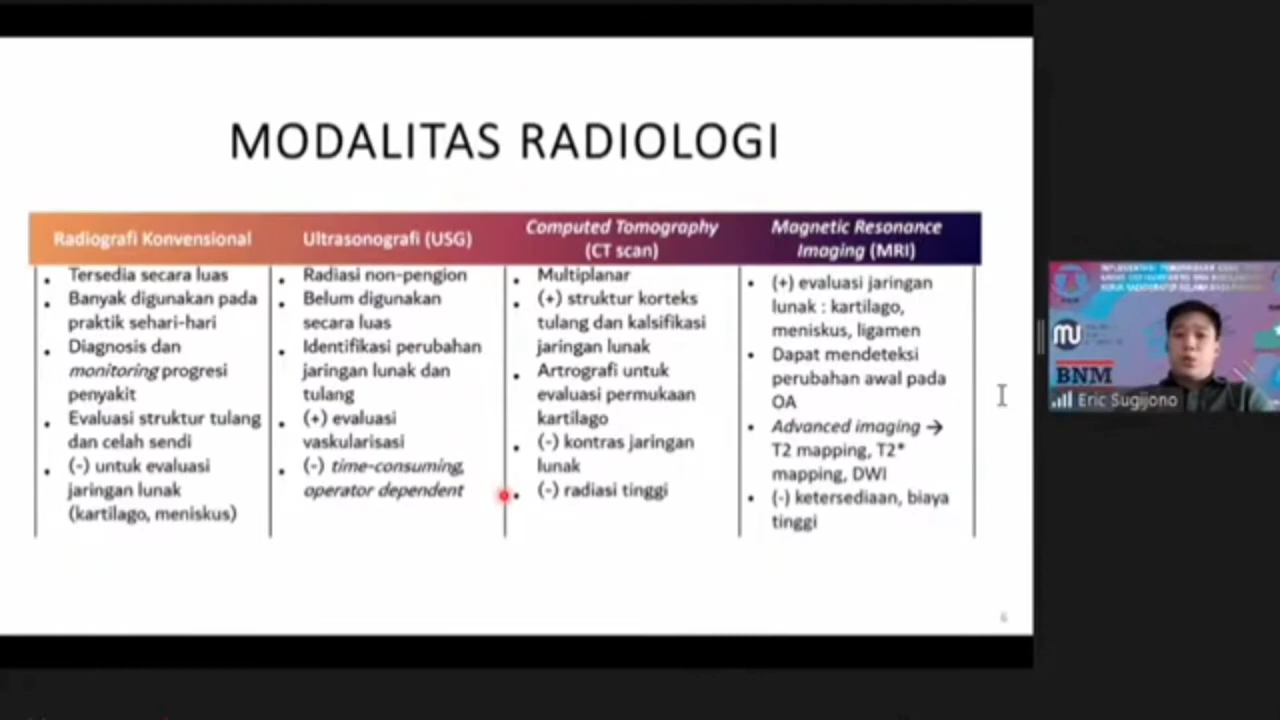 MODALITAS RADIOLOGI
Radiografi Konvensional
Tersedia secara luas
Banyak digunakan pada
praktik sehari-hari
Diagnosis dan
monitoring progresi
penyakit
Evaluasi struktur tulang
dan celah sendi
(-) untuk evaluasi
jaringan lunak
(kartilago, meniskus)
Ultrasonografi (USG)
Radiasi non-pengion
Belum digunakan
secara luas
Identifikasi perubahan
jaringan lunak dan
tulang
(+) evaluasi
vaskularisasi
(-) time-consuming,
operator dependent
Computed Tomography
(CT scan)
Multiplanar
(+) struktur korteks
tulang dan kalsifikasi
jaringan lunak
Artrografi untuk
evaluasi permukaan
kartilago
(-) kontras jaringan
lunak
(-) radiasi tinggi
Magnetic Resonance
Imaging (MRI)
(+) evaluasi jaringan
lunak : kartilago,
meniskus, ligamen
Dapat mendeteksi
perubahan awal pada
OA
Advanced imaging →
T2 mapping, T2*
mapping, DWI
(-) ketersediaan, biaya
tinggi
6
BNM
Eric Sugijono